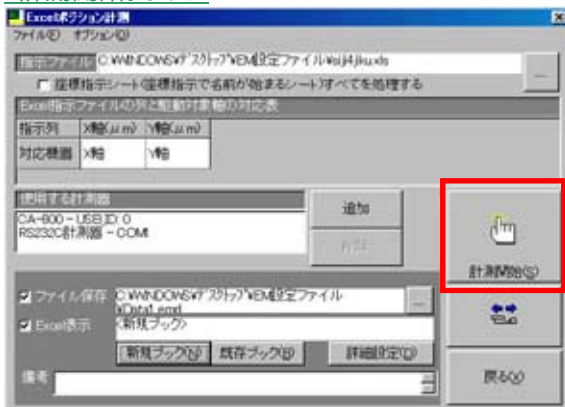 Excelポジション計測
ファイル(F) オプション(O)
指示ファイル C:¥WINDOWS¥デスクトップ¥EM設定ファイル¥siji4jiku.xls
...
座標指示シート(座標指示で名前が始まるシート)すべてを処理する
Excel指示ファイルの列と駆動対象軸の対応表
指示列 X軸(μm) Y軸(μm)
対応機器 X軸 Y軸
使用する計測器
CA-800 - USB ID: 0
RS232C計測器 - COM1
追加
計測開始(S)
ファイル保存 C:¥WINDOWS¥デスクトップ¥EM設定ファイル
¥Data1.emd
...
Excel表示 <新規ブック>
新規ブック(N) 既存ブック(B) 詳細設定(D)
備考
戻る(X)